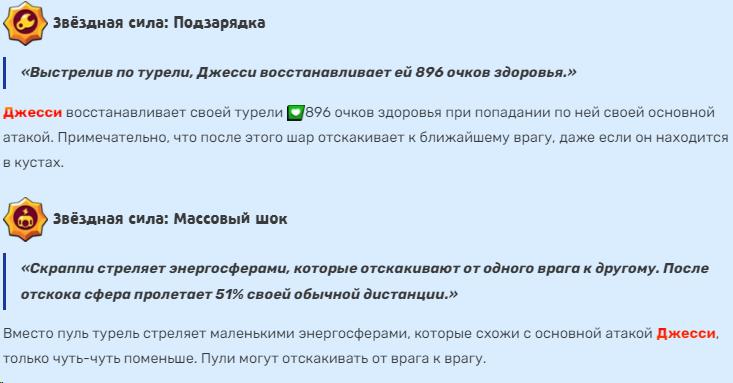 Звёздная сила: Подзарядка
«Выстрелив по турели, Джесси восстанавливает ей 896 очков здоровья.»
Джесси восстанавливает своей турели 896 очков здоровья при попадании по ней своей основной
атакой. Примечательно, что после этого шар отскакивает к ближайшему врагу, даже если он находится
в кустах.
Звёздная сила: Массовый шок
«Скраппи стреляет энергосферами, которые отскакивают от одного врага к другому. После
отскока сфера пролетает 51% своей обычной дистанции.»
Вместо пуль турель стреляет маленькими энергосферами, которые схожи с основной атакой Джесси,
только чуть-чуть поменьше. Пули могут отскакивать от врага к врагу.